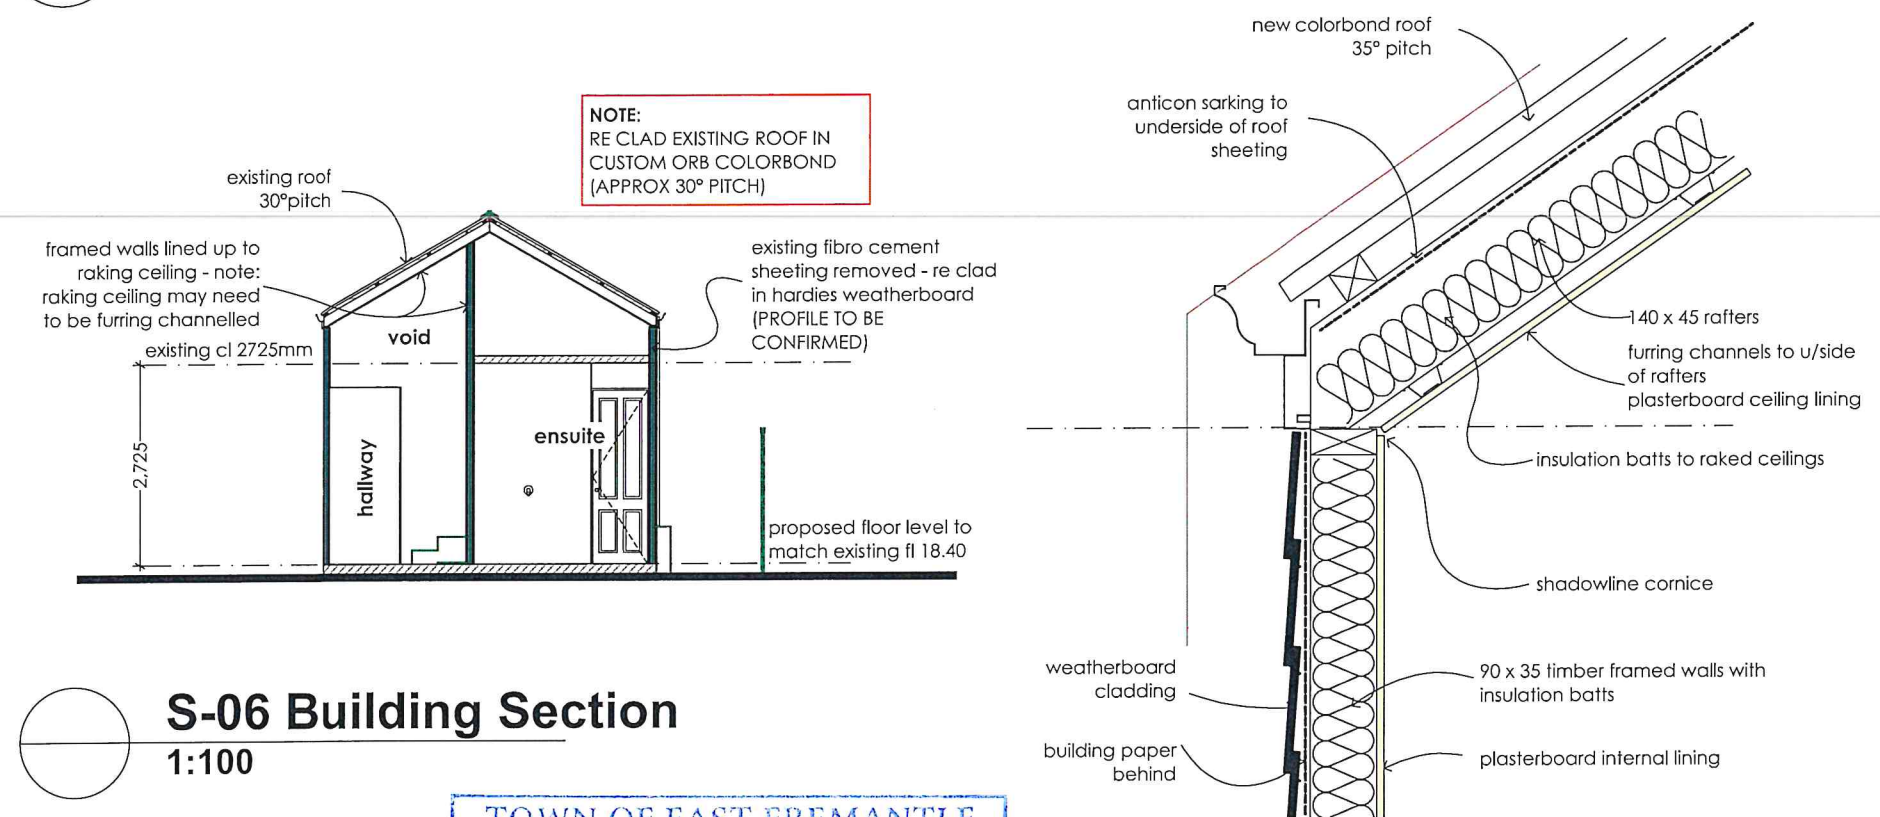 NOTE:
RE CLAD EXISTING ROOF IN
CUSTOM ORB COLORBOND
(APPROX 30° PITCH)
existing roof
30°pitch
framed walls lined up to
raking ceiling - note:
raking ceiling may need
to be furring channelled
existing cl 2725mm
void
existing fibro cement
sheeting removed - re clad
in hardies weatherboard
(PROFILE TO BE
CONFIRMED)
2,725
hallway
ensuite
proposed floor level to
match existing fl 18.40
S-06 Building Section
1:100
TOWN OF EAST FREMANTLE
new colorbond roof
35° pitch
anticon sarking to
underside of roof
sheeting
140 x 45 rafters
furring channels to u/side
of rafters
plasterboard ceiling lining
insulation batts to raked ceilings
shadowline cornice
weatherboard
cladding
90 x 35 timber framed walls with
insulation batts
building paper
behind
plasterboard internal lining